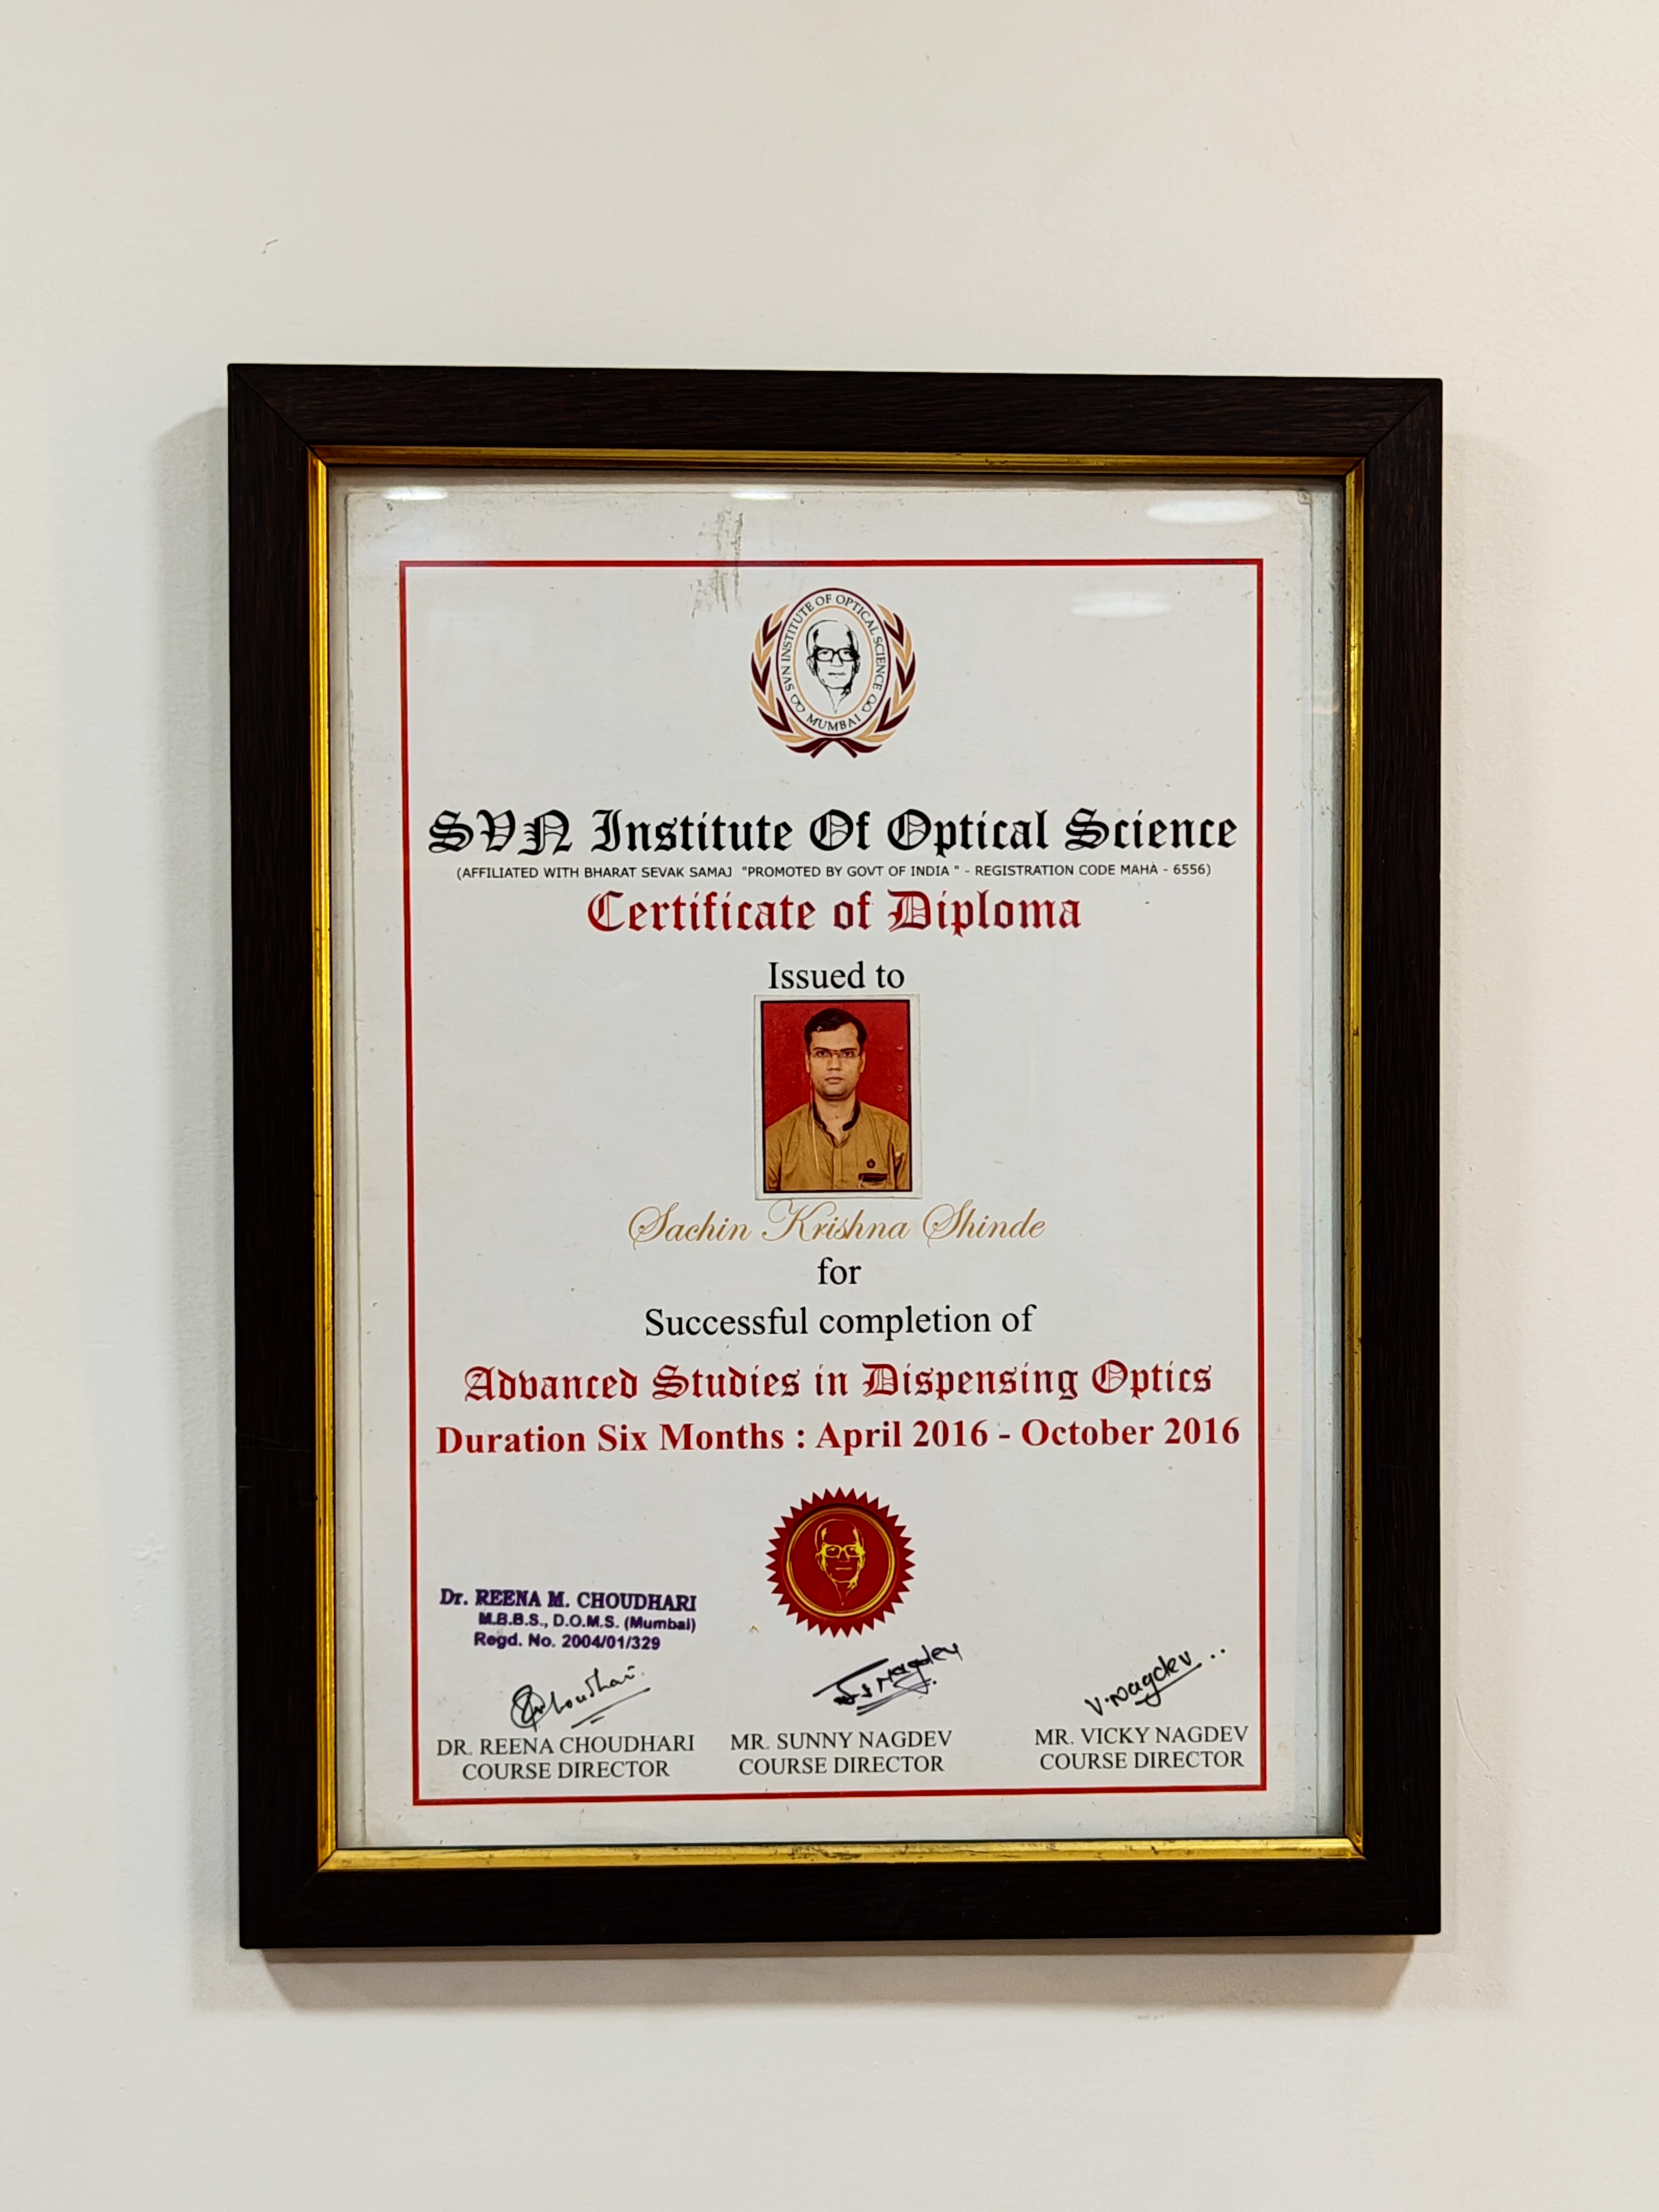 SVN INSTITUTE OF OPTICAL SCIENCE
MUMBAI
SVN Institute Of Optical Science
(AFFILIATED WITH BHARAT SEVAK SAMAJ "PROMOTED BY GOVT OF INDIA " - REGISTRATION CODE MAHA - 6556)
Certificate of Diploma
Issued to
Sachin Krishna Shinde
for
Successful completion of
Advanced Studies in Dispensing Optics
Duration Six Months : April 2016 - October 2016
Dr. REENA M. CHOUDHARI
M.B.B.S., D.O.M.S. (Mumbai)
Regd. No. 2004/01/329
V.Nagdev
DR. REENA CHOUDHARI
COURSE DIRECTOR
MR. SUNNY NAGDEV
COURSE DIRECTOR
MR. VICKY NAGDEV
COURSE DIRECTOR